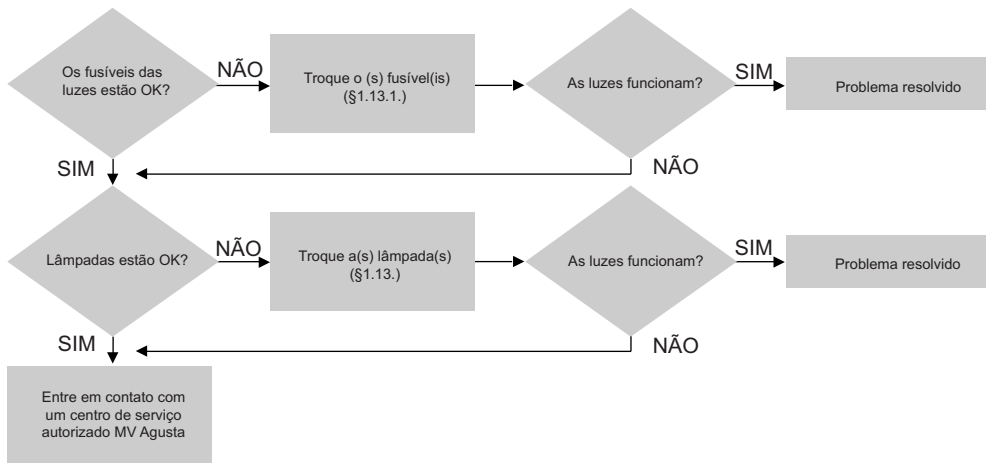 Os fusíveis das
luzes estão OK?
NÃO
Troque o (s) fusível(is)
(§1.13.1.)
As luzes funcionam?
SIM
Problema resolvido
SIM
NÃO
Lâmpadas estão OK?
NÃO
Troque a(s) lâmpada(s)
(§1.13.)
As luzes funcionam?
SIM
Problema resolvido
SIM
NÃO
Entre em contato com
um centro de serviço
autorizado MV Agusta